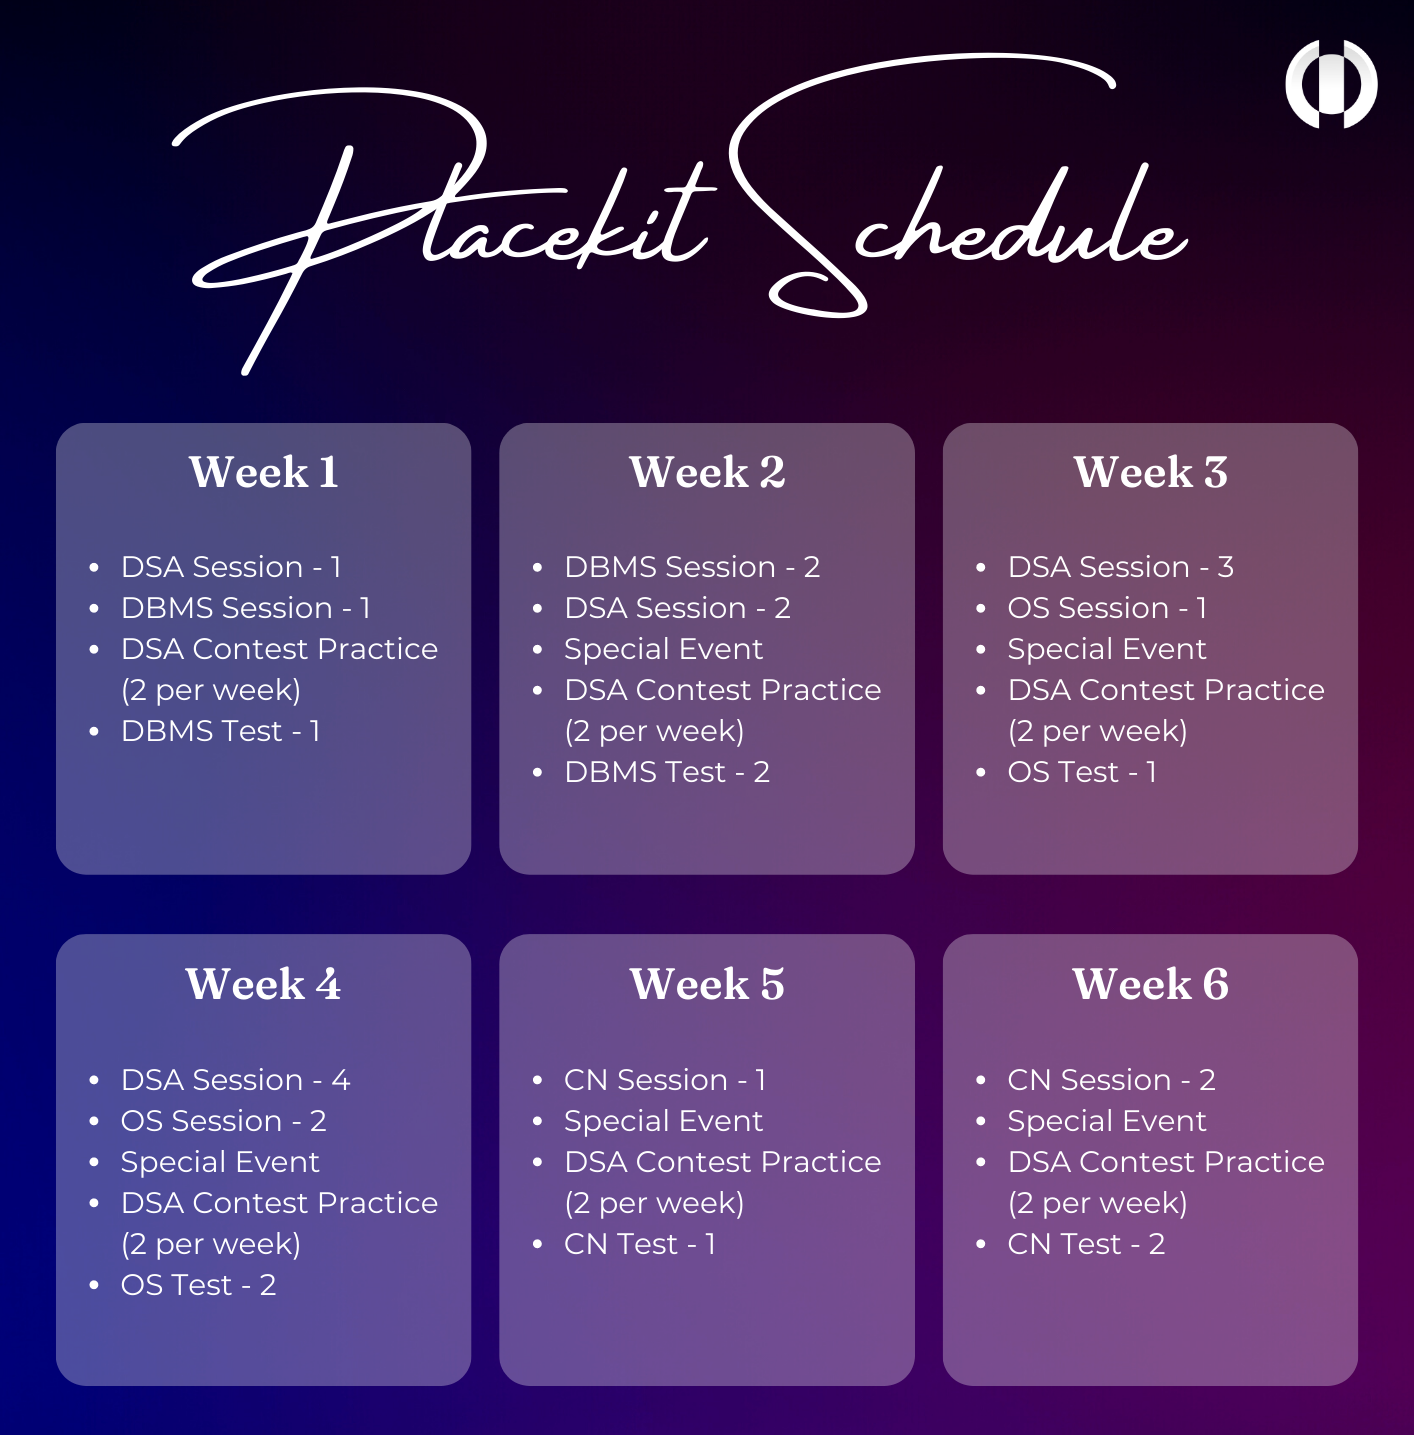 Placekit Schedule
Week 1
• DSA Session - 1
• DBMS Session - 1
• DSA Contest Practice
(2 per week)
• DBMS Test - 1
Week 2
• DBMS Session - 2
• DSA Session - 2
• Special Event
• DSA Contest Practice
(2 per week)
• DBMS Test - 2
Week 3
• DSA Session - 3
• OS Session - 1
• Special Event
• DSA Contest Practice
(2 per week)
• OS Test - 1
Week 4
• DSA Session - 4
• OS Session - 2
• Special Event
• DSA Contest Practice
(2 per week)
• OS Test - 2
Week 5
• CN Session - 1
• Special Event
• DSA Contest Practice
(2 per week)
• CN Test - 1
Week 6
• CN Session - 2
• Special Event
• DSA Contest Practice
(2 per week)
• CN Test - 2